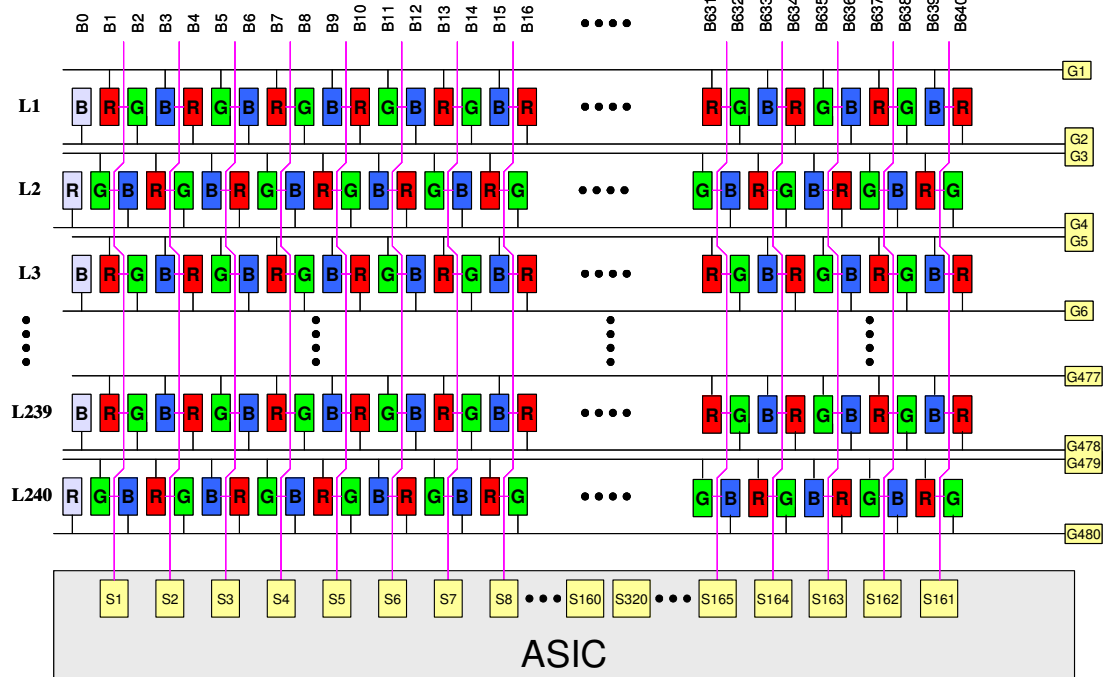 B0 B1 B2 B3 B4 B5 B6 B7 B8 B9 B10 B11 B12 B13 B14 B15 B16 B631 B632 B633 B634 B635 B636 B637 B638 B639 B640
G1
L1 B R G B R G B R G B R G B R G B R R G B R G B R G B R
G2
G3
L2 R G B R G B R G B R G B R G B R G G B R G B R G B R G
G4
G5
L3 B R G B R G B R G B R G B R G B R R G B R G B R G B R
G6
G477
L239 B R G B R G B R G B R G B R G B R R G B R G B R G B R
G478
G479
L240 R G B R G B R G B R G B R G B R G G B R G B R G B R G
G480
S1 S2 S3 S4 S5 S6 S7 S8 S160 S320 S165 S164 S163 S162 S161
ASIC